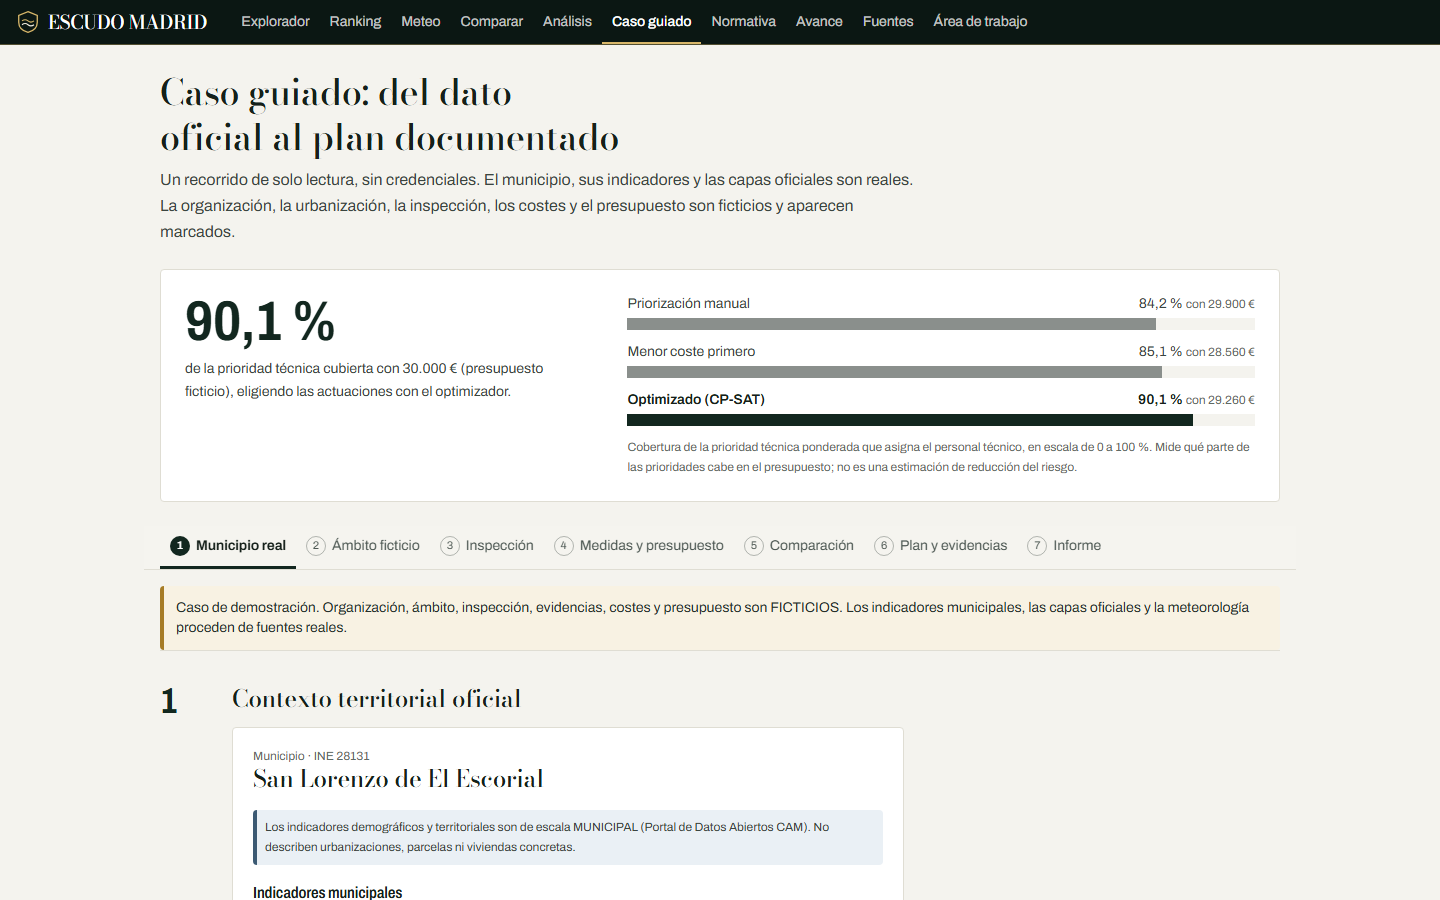 ESCUDO MADRID
Explorador Ranking Meteo Comparar Análisis Caso guiado Normativa Avance Fuentes Área de trabajo
Caso guiado: del dato
oficial al plan documentado
Un recorrido de solo lectura, sin credenciales. El municipio, sus indicadores y las capas oficiales son reales.
La organización, la urbanización, la inspección, los costes y el presupuesto son ficticios y aparecen
marcados.
90,1 %
de la prioridad técnica cubierta con 30.000 € (presupuesto
ficticio), eligiendo las actuaciones con el optimizador.
Priorización manual 84,2 % con 29.900 €
Menor coste primero 85,1 % con 28.560 €
Optimizado (CP-SAT) 90,1 % con 29.260 €
Cobertura de la prioridad técnica ponderada que asigna el personal técnico, en escala de 0 a 100 %. Mide qué parte de
las prioridades cabe en el presupuesto; no es una estimación de reducción del riesgo.
1 Municipio real 2 Ámbito ficticio 3 Inspección 4 Medidas y presupuesto 5 Comparación 6 Plan y evidencias 7 Informe
Caso de demostración. Organización, ámbito, inspección, evidencias, costes y presupuesto son FICTICIOS. Los indicadores municipales, las capas oficiales y la meteorología
proceden de fuentes reales.
1 Contexto territorial oficial
Municipio · INE 28131
San Lorenzo de El Escorial
Los indicadores demográficos y territoriales son de escala MUNICIPAL (Portal de Datos Abiertos CAM). No
describen urbanizaciones, parcelas ni viviendas concretas.
Indicadores municipales